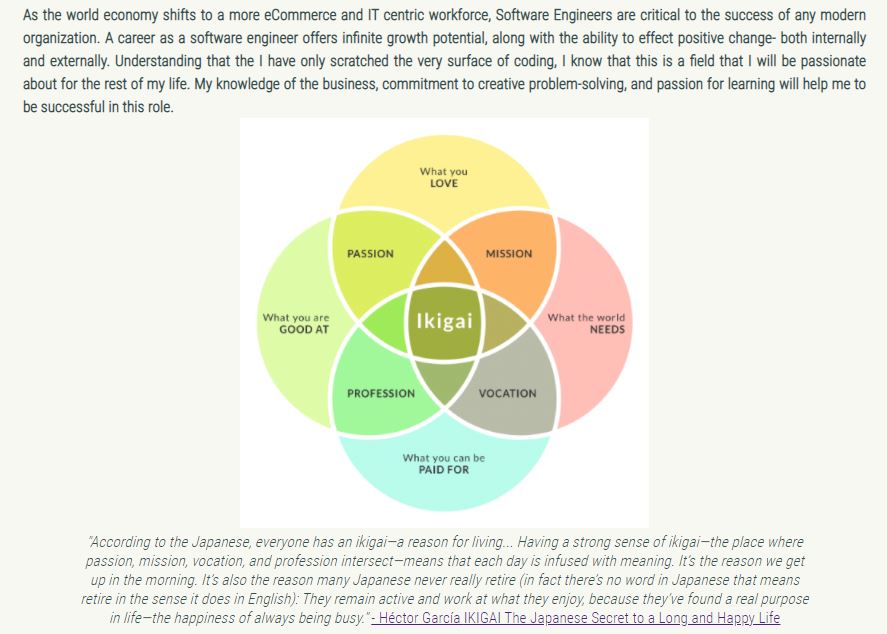 As the world economy shifts to a more eCommerce and IT centric workforce, Software Engineers are critical to the success of any modern
organization. A career as a software engineer offers infinite growth potential, along with the ability to effect positive change- both internally
and externally. Understanding that the I have only scratched the very surface of coding, I know that this is a field that I will be passionate
about for the rest of my life. My knowledge of the business, commitment to creative problem-solving, and passion for learning will help me to
be successful in this role.
What you
LOVE
PASSION
MISSION
What you are
GOOD AT
Ikigai
What the world
NEEDS
PROFESSION
VOCATION
What you can be
PAID FOR
"According to the Japanese, everyone has an ikigai—a reason for living... Having a strong sense of ikigai—the place where
passion, mission, vocation, and profession intersect—means that each day is infused with meaning. It's the reason we get
up in the morning. It's also the reason many Japanese never really retire (in fact there's no word in Japanese that means
retire in the sense it does in English): They remain active and work at what they enjoy, because they've found a real purpose
in life—the happiness of always being busy."- Héctor García IKIGAI The Japanese Secret to a Long and Happy Life